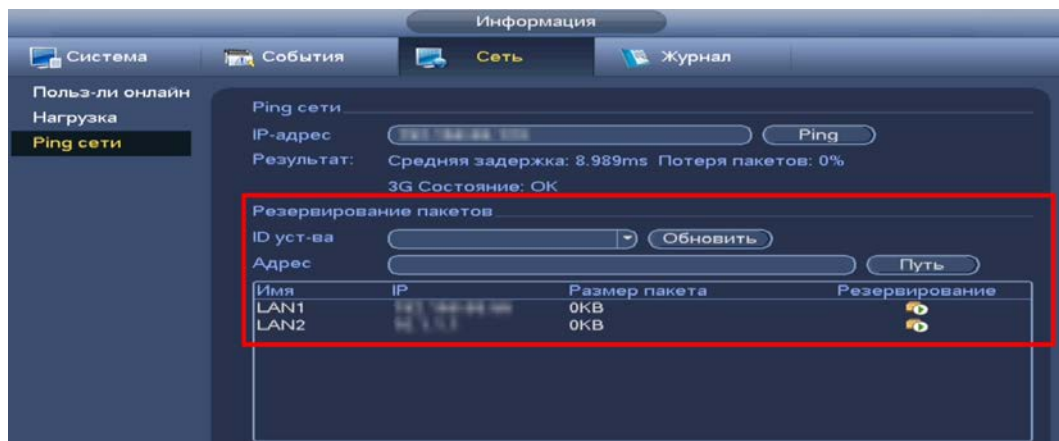 Информация
Система События Сеть Журнал
Польз-ли онлайн
Нагрузка
Ping сети
Ping сети
IP-адрес Ping
Результат: Средняя задержка: 8.989ms Потеря пакетов: 0%
3G Состояние: OK
Резервирование пакетов
ID уст-ва Обновить
Адрес Путь
Имя IP Размер пакета Резервирование
LAN1 0KB
LAN2 0KB